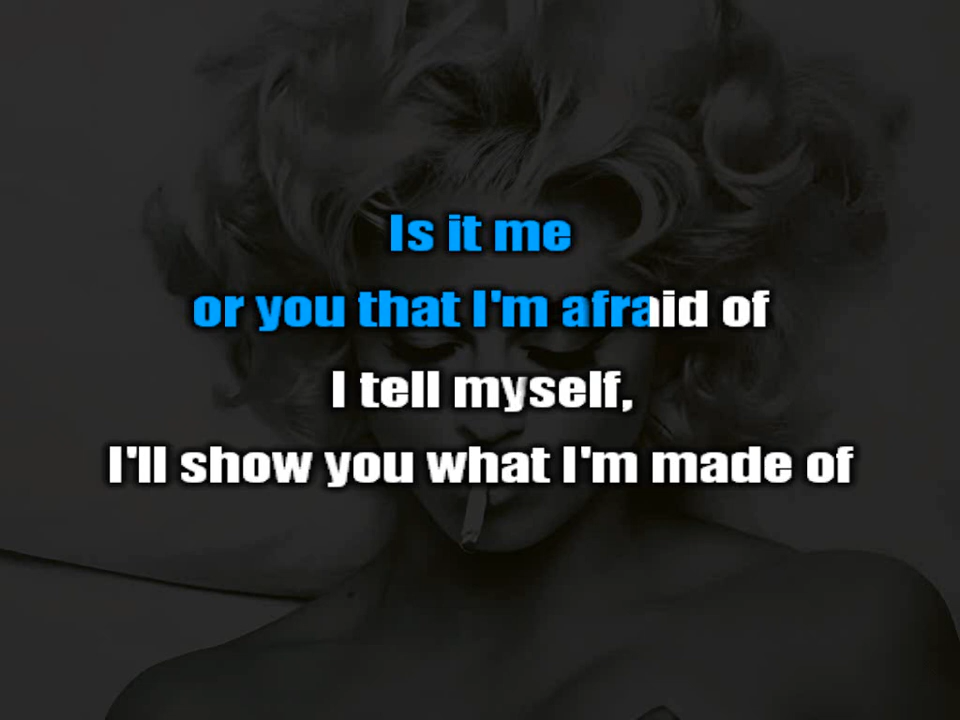 Is it me
or you that I'm afraid of
I tell myself,
I'll show you what I'm made of